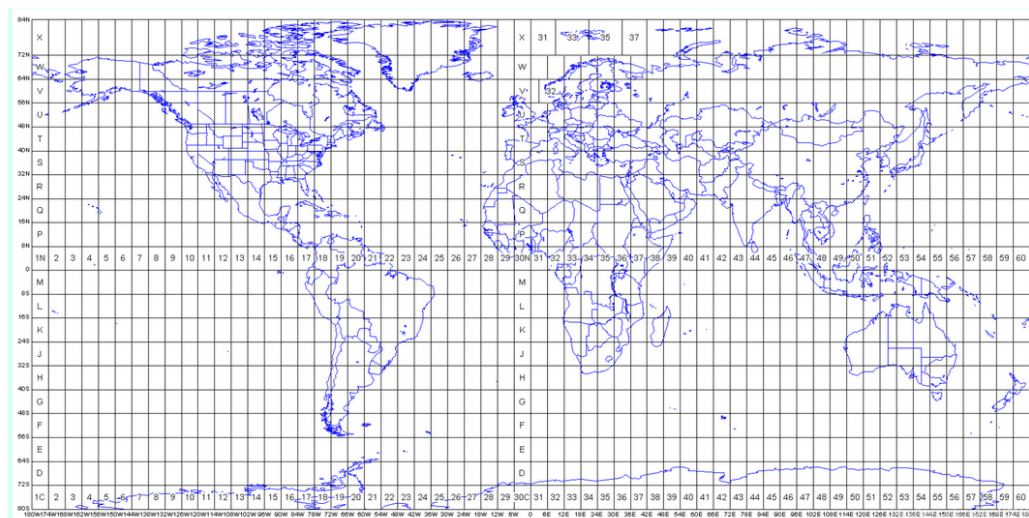 84N
X X 31 33 35 37
72N
W W
64N
V V 32
56N
U U
48N
T T
40N
S S
32N
R R
24N
Q Q
16N
P P
8N
1N 2 3 4 5 6 7 8 9 10 11 12 13 14 15 16 17 18 19 20 21 22 23 24 25 26 27 28 29 30N 31 32 33 34 35 36 37 38 39 40 41 42 43 44 45 46 47 48 49 50 51 52 53 54 55 56 57 58 59 60
0
M M
8S
L L
16S
K K
24S
J J
32S
H H
40S
G G
48S
F F
56S
E E
64S
D D
72S
1C 2 3 4 5 6 7 8 9 10 11 12 13 14 15 16 17 18 19 20 21 22 23 24 25 26 27 28 29 30C 31 32 33 34 35 36 37 38 39 40 41 42 43 44 45 46 47 48 49 50 51 52 53 54 55 56 57 58 59 60
80S
180W 174W 168W 162W 156W 150W 144W 138W 132W 126W 120W 114W 108W 102W 96W 90W 84W 78W 72W 66W 60W 54W 48W 42W 36W 30W 24W 18W 12W 6W 0 6E 12E 18E 24E 30E 36E 42E 48E 54E 60E 66E 72E 78E 84E 90E 96E 102E 108E 114E 120E 126E 132E 138E 144E 150E 156E 162E 168E 174E